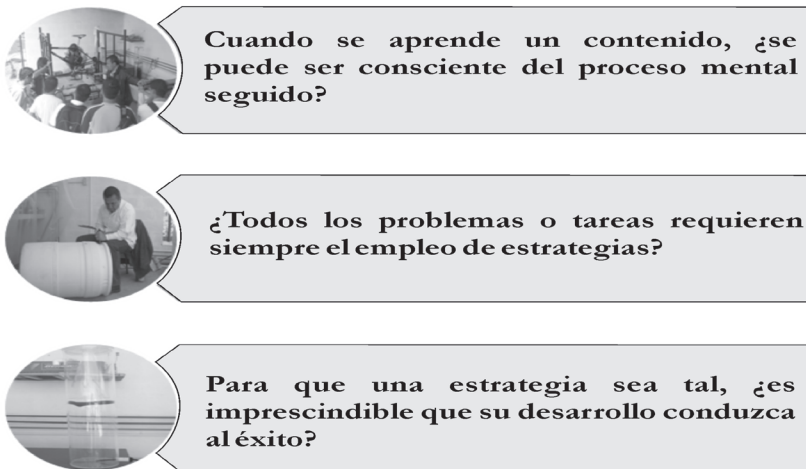 Cuando se aprende un contenido, ¿se
puede ser consciente del proceso mental
seguido?
¿Todos los problemas o tareas requieren
siempre el empleo de estrategias?
Para que una estrategia sea tal, ¿es
imprescindible que su desarrollo conduzca
al éxito?